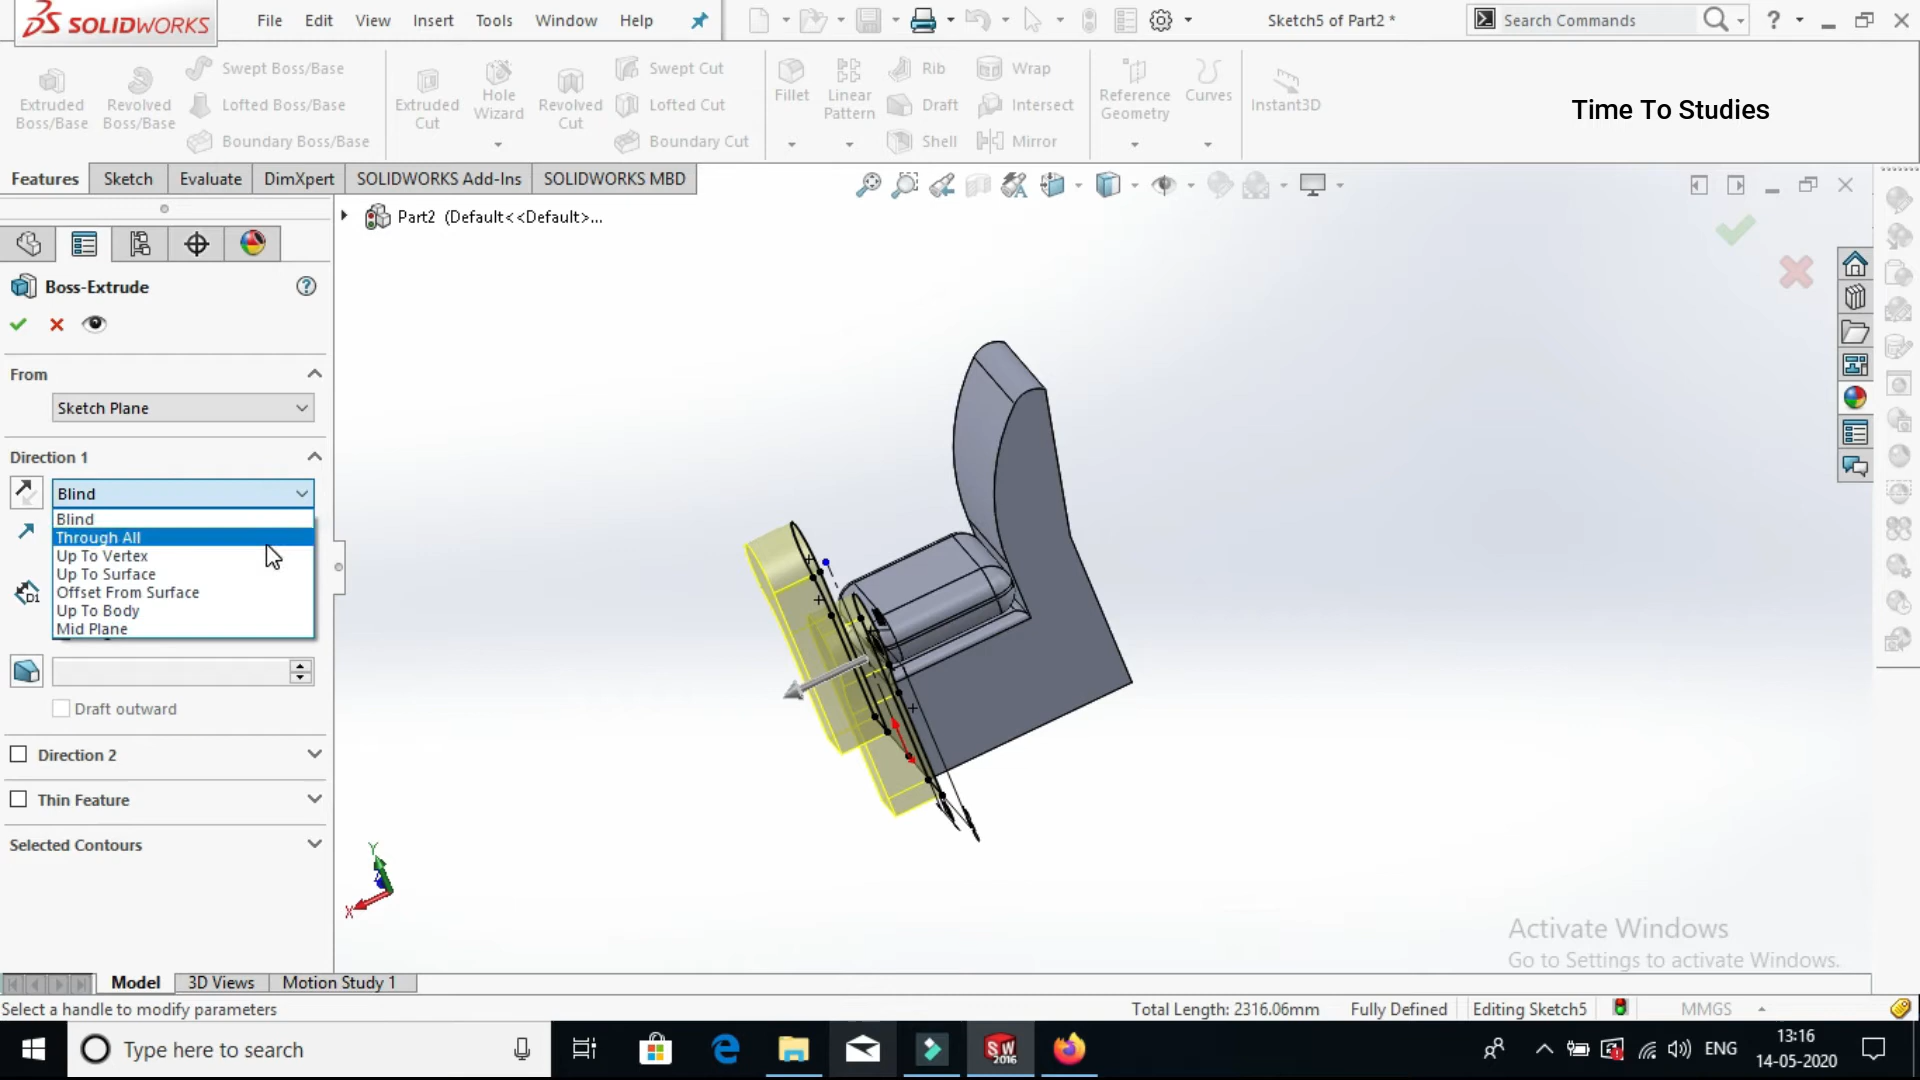 SOLIDWORKS
File Edit View Insert Tools Window Help
Sketch5 of Part2 *
Search Commands
Extruded Boss/Base
Revolved Boss/Base
Swept Boss/Base
Lofted Boss/Base
Boundary Boss/Base
Extruded Cut
Hole Wizard
Revolved Cut
Swept Cut
Lofted Cut
Boundary Cut
Fillet
Linear Pattern
Rib
Draft
Shell
Wrap
Intersect
Mirror
Reference Geometry
Curves
Instant3D
Time To Studies
Features Sketch Evaluate DimXpert SOLIDWORKS Add-Ins SOLIDWORKS MBD
Part2 (Default<<Default>...
Boss-Extrude
From
Sketch Plane
Direction 1
Blind
Blind
Through All
Up To Vertex
Up To Surface
Offset From Surface
Up To Body
Mid Plane
D1
Draft outward
Direction 2
Thin Feature
Selected Contours
Y
X
Activate Windows
Go to Settings to activate Windows.
Model 3D Views Motion Study 1
Select a handle to modify parameters
Total Length: 2316.06mm Fully Defined Editing Sketch5 MMGS
Type here to search
SW
2016
ENG
13:16
14-05-2020